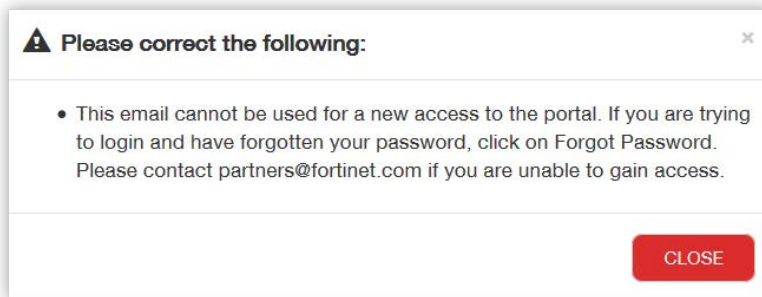 Please correct the following:
×
• This email cannot be used for a new access to the portal. If you are trying
to login and have forgotten your password, click on Forgot Password.
Please contact partners@fortinet.com if you are unable to gain access.
CLOSE